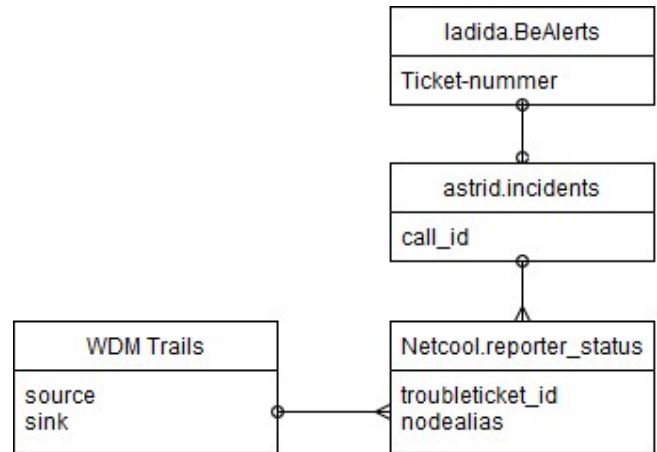 ladida.BeAlerts
Ticket-nummer
astrid.incidents
call_id
WDM Trails
source
sink
Netcool.reporter_status
troubleticket_id
nodealias